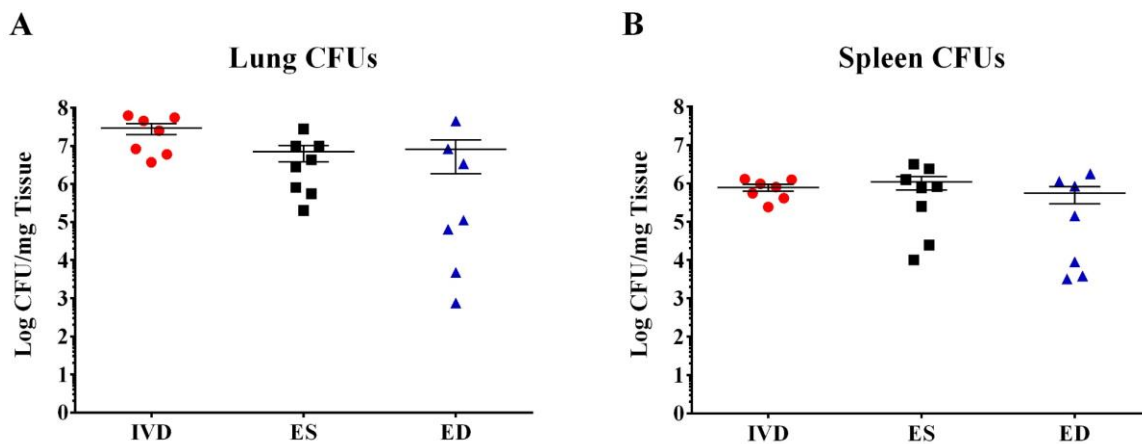 A
Lung CFUs
Log CFU/mg Tissue
8
7
6
5
4
3
2
1
0
IVD ES ED
B
Spleen CFUs
Log CFU/mg Tissue
8
7
6
5
4
3
2
1
0
IVD ES ED